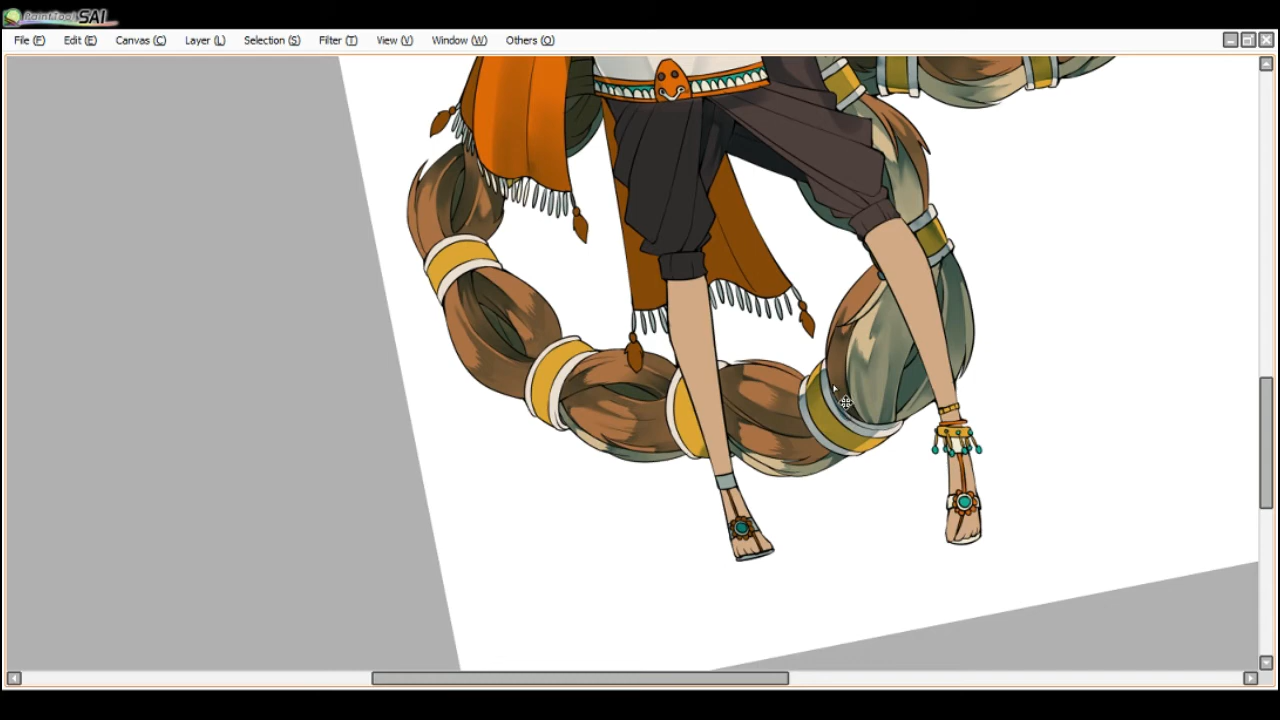 PaintTool SAI
File (F) Edit (E) Canvas (C) Layer (L) Selection (S) Filter (T) View (V) Window (W) Others (O)